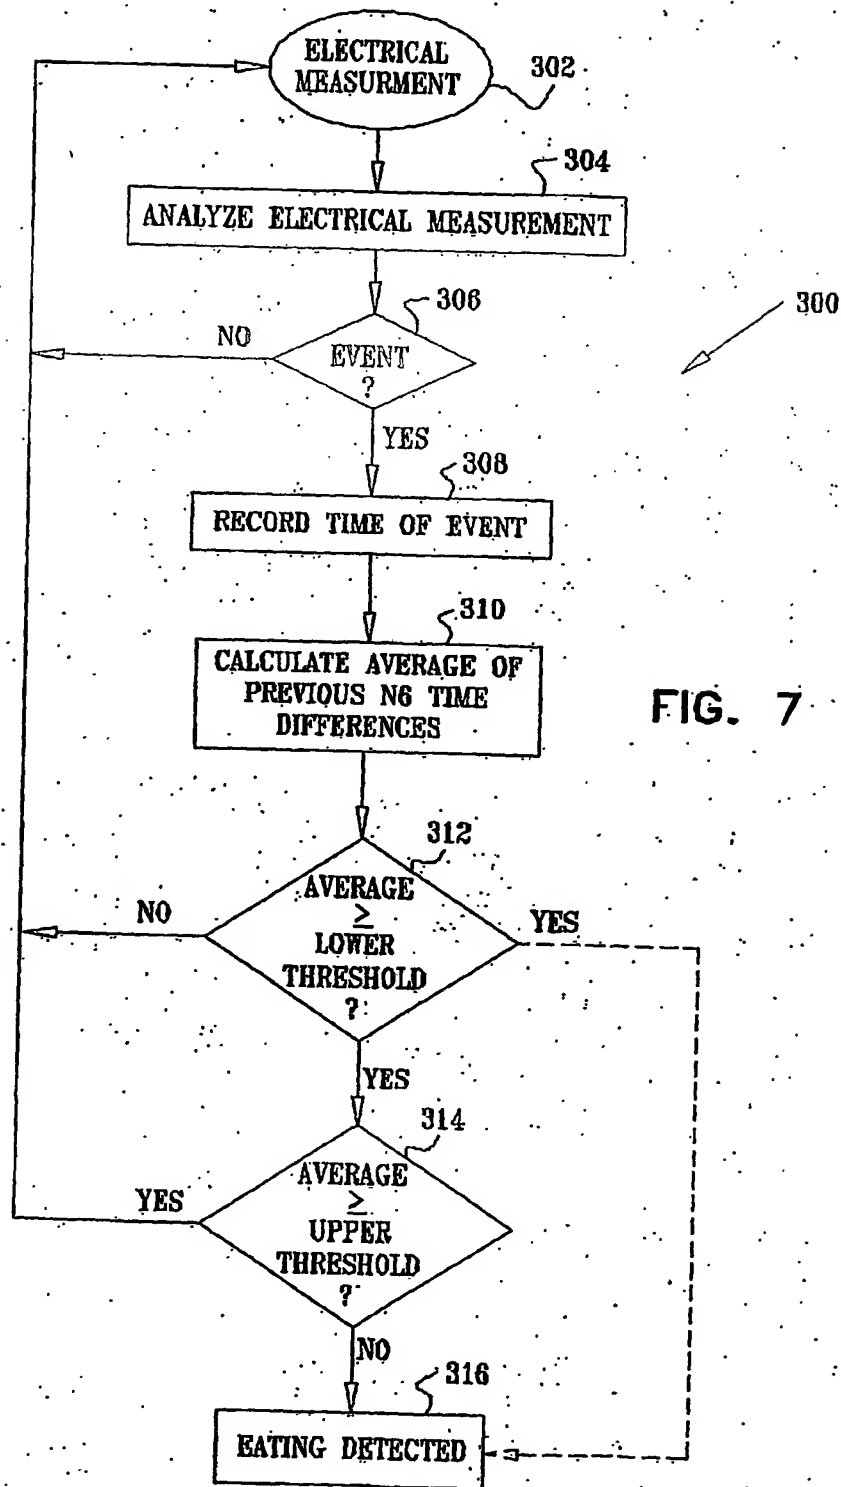 ELECTRICAL
MEASURMENT
302
304
ANALYZE ELECTRICAL MEASUREMENT
306
300
NO
EVENT
?
YES
308
RECORD TIME OF EVENT
310
CALCULATE AVERAGE OF
PREVIOUS N6 TIME
DIFFERENCES
FIG. 7
312
AVERAGE
≥
LOWER
THRESHOLD
?
NO
YES
YES
314
AVERAGE
≥
UPPER
THRESHOLD
?
YES
NO
316
EATING DETECTED